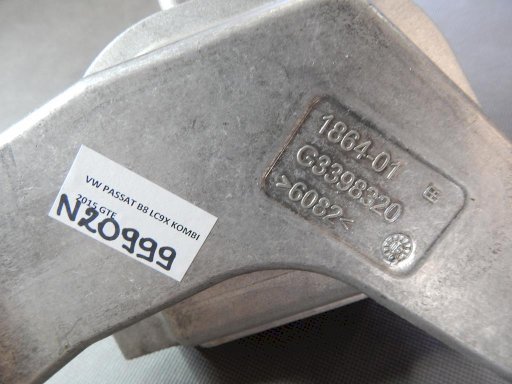 VW PASSAT B8 LC9X KOMBI
2015 GTE
N20999
1864-01
G3398320
>6082<